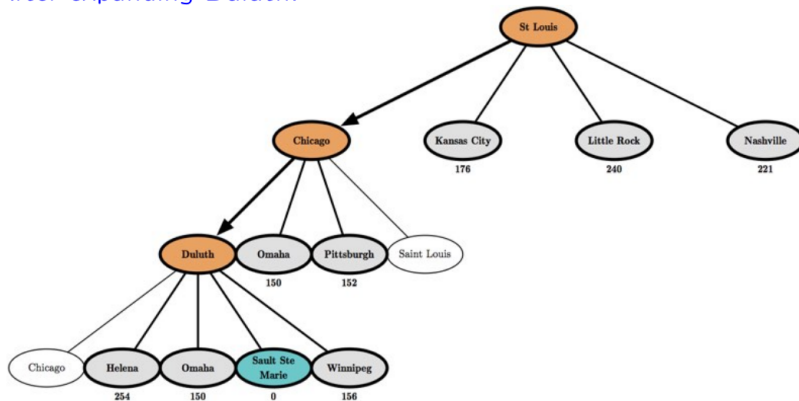 After expanding Duluth:
St Louis
Chicago
Kansas City
Little Rock
Nashville
176
240
221
Duluth
Omaha
Pittsburgh
Saint Louis
150
152
Chicago
Helena
Omaha
Sault Ste
Marie
Winnipeg
254
150
0
156